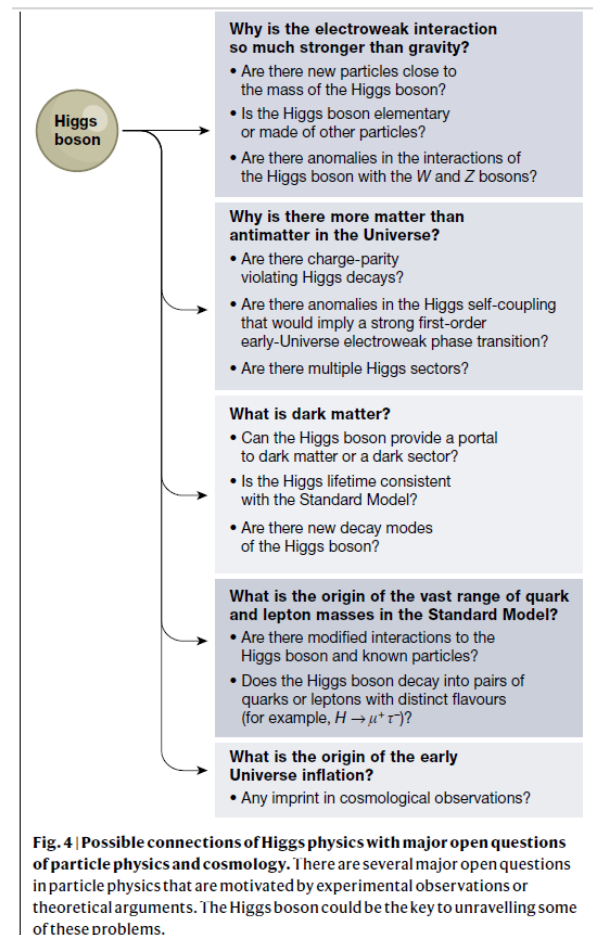 Higgs
boson
Why is the electroweak interaction
so much stronger than gravity?
• Are there new particles close to
the mass of the Higgs boson?
• Is the Higgs boson elementary
or made of other particles?
• Are there anomalies in the interactions of
the Higgs boson with the W and Z bosons?
Why is there more matter than
antimatter in the Universe?
• Are there charge-parity
violating Higgs decays?
• Are there anomalies in the Higgs self-coupling
that would imply a strong first-order
early-Universe electroweak phase transition?
• Are there multiple Higgs sectors?
What is dark matter?
• Can the Higgs boson provide a portal
to dark matter or a dark sector?
• Is the Higgs lifetime consistent
with the Standard Model?
• Are there new decay modes
of the Higgs boson?
What is the origin of the vast range of quark
and lepton masses in the Standard Model?
• Are there modified interactions to the
Higgs boson and known particles?
• Does the Higgs boson decay into pairs of
quarks or leptons with distinct flavours
(for example, H → μ⁺ τ⁻)?
What is the origin of the early
Universe inflation?
• Any imprint in cosmological observations?
Fig. 4 | Possible connections of Higgs physics with major open questions
of particle physics and cosmology. There are several major open questions
in particle physics that are motivated by experimental observations or
theoretical arguments. The Higgs boson could be the key to unravelling some
of these problems.